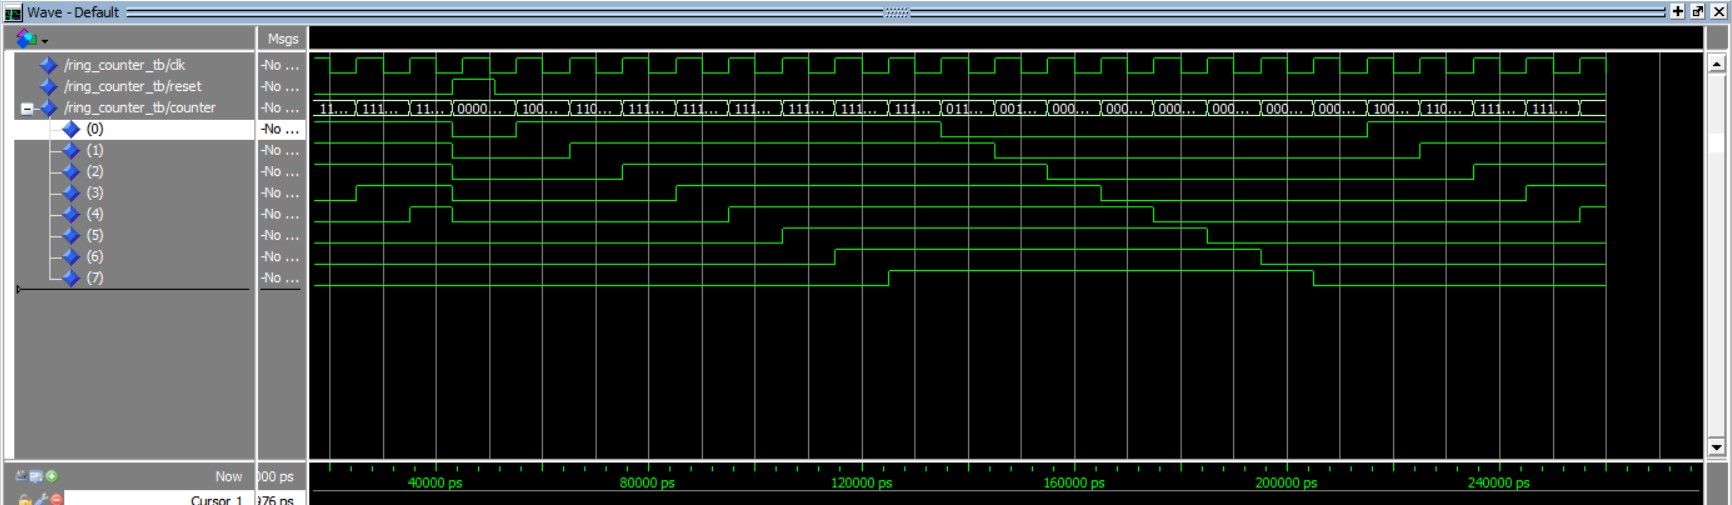 Wave - Default
Msgs
/ring_counter_tb/clk -No ...
/ring_counter_tb/reset -No ...
/ring_counter_tb/counter -No ... 11... 111... 11... 0000... 100... 110... 111... 111... 111... 111... 111... 111... 011... 001... 000... 000... 000... 000... 000... 000... 100... 110... 111... 111...
(0) -No ...
(1) -No ...
(2) -No ...
(3) -No ...
(4) -No ...
(5) -No ...
(6) -No ...
(7) -No ...
Now 000 ps
40000 ps 80000 ps 120000 ps 160000 ps 200000 ps 240000 ps
Cursor 1 976 ps